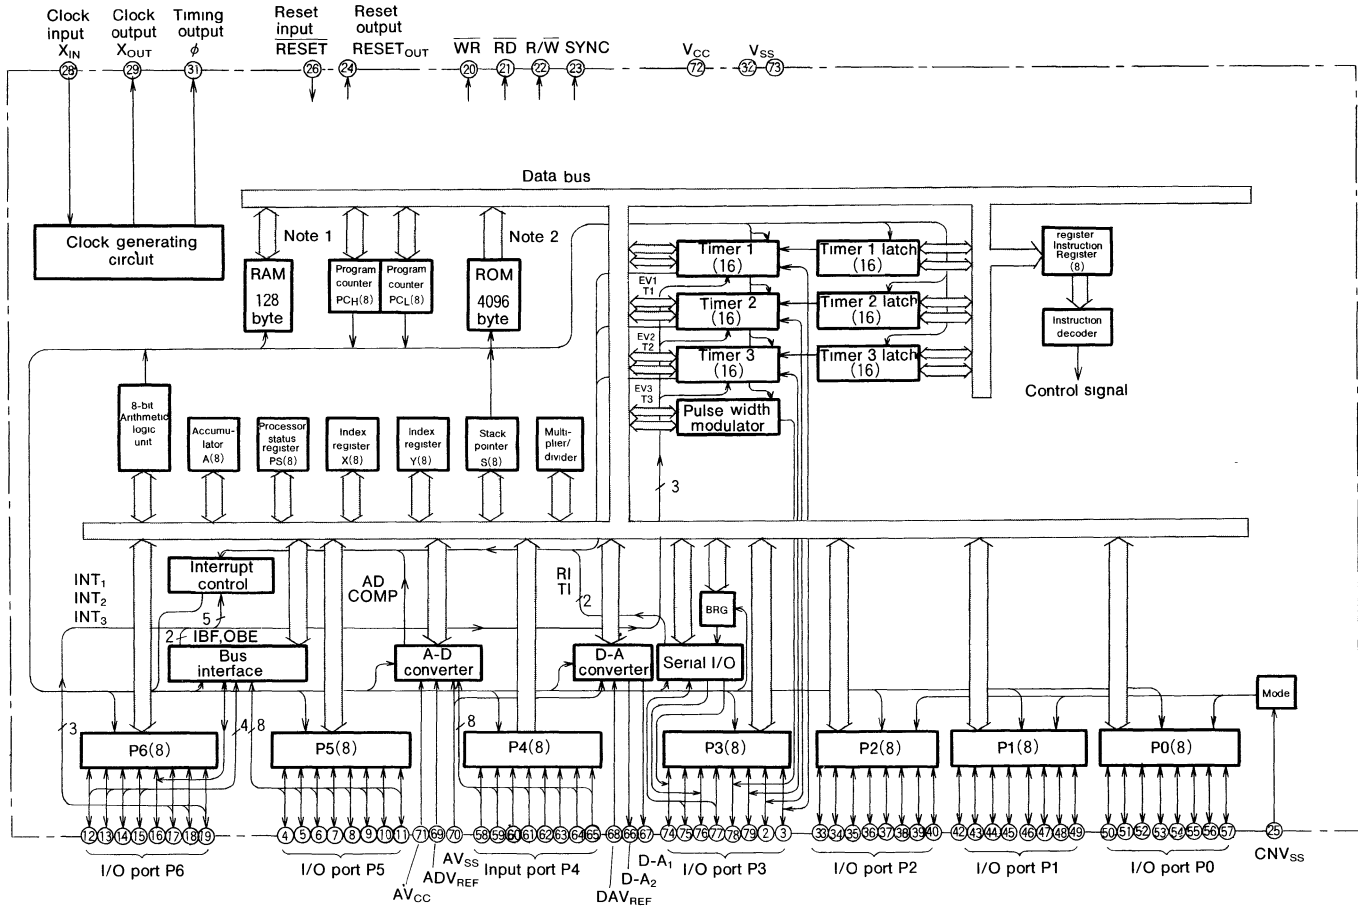 Clock input XIN
Clock output XOUT
Timing output φ
Reset input RESET
Reset output RESETOUT
WR
RD
R/W
SYNC
VCC
VSS
28
29
31
26
24
20
21
22
23
72
32
73
Data bus
Clock generating circuit
Note 1
Note 2
RAM
128 byte
Program counter PCH(8)
Program counter PCL(8)
ROM
4096 byte
Timer 1 (16)
Timer 1 latch (16)
EV1
T1
Timer 2 (16)
Timer 2 latch (16)
EV2
T2
Timer 3 (16)
Timer 3 latch (16)
EV3
T3
Pulse width modulator
register Instruction Register (8)
Instruction decoder
Control signal
8-bit Arithmetic logic unit
Accumu-lator A(8)
Processor status register PS(8)
Index register X(8)
Index register Y(8)
Stack pointer S(8)
Multi-plier/divider
3
Interrupt control
INT1
INT2
INT3
5
2
IBF,OBE
Bus interface
AD COMP
RI
TI
2
BRG
A-D converter
D-A converter
Serial I/O
Mode
3
4
8
8
P6(8)
P5(8)
P4(8)
P3(8)
P2(8)
P1(8)
P0(8)
12 13 14 15 16 17 18 19
4 5 6 7 8 9 10 11
71 69 70
58 59 60 61 62 63 64 65
68 66 67
74 75 76 77 78 79 2 3
33 34 35 36 37 38 39 40
42 43 44 45 46 47 48 49
50 51 52 53 54 55 56 57
25
I/O port P6
I/O port P5
AVCC
ADVREF
AVSS
Input port P4
DAVREF
D-A2
D-A1
I/O port P3
I/O port P2
I/O port P1
I/O port P0
CNVSS